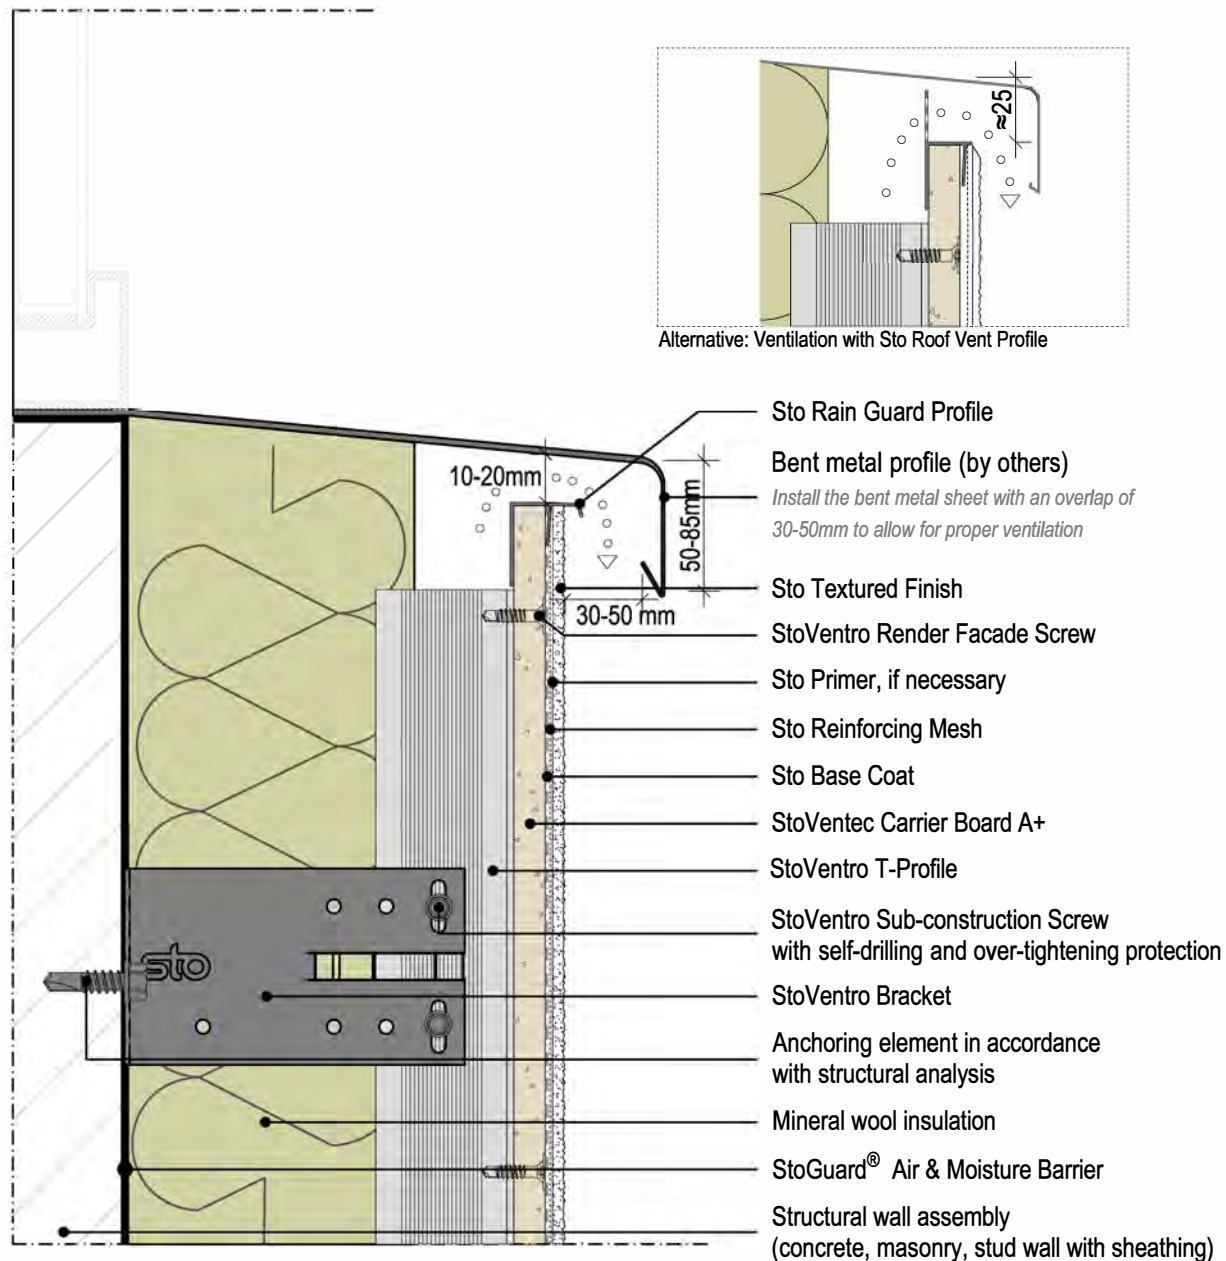 ≈25
Alternative: Ventilation with Sto Roof Vent Profile
Sto Rain Guard Profile
Bent metal profile (by others)
Install the bent metal sheet with an overlap of
30-50mm to allow for proper ventilation
10-20mm
50-85mm
30-50 mm
Sto Textured Finish
StoVentro Render Facade Screw
Sto Primer, if necessary
Sto Reinforcing Mesh
Sto Base Coat
StoVentec Carrier Board A+
StoVentro T-Profile
StoVentro Sub-construction Screw
with self-drilling and over-tightening protection
sto
StoVentro Bracket
Anchoring element in accordance
with structural analysis
Mineral wool insulation
StoGuard® Air & Moisture Barrier
Structural wall assembly
(concrete, masonry, stud wall with sheathing)